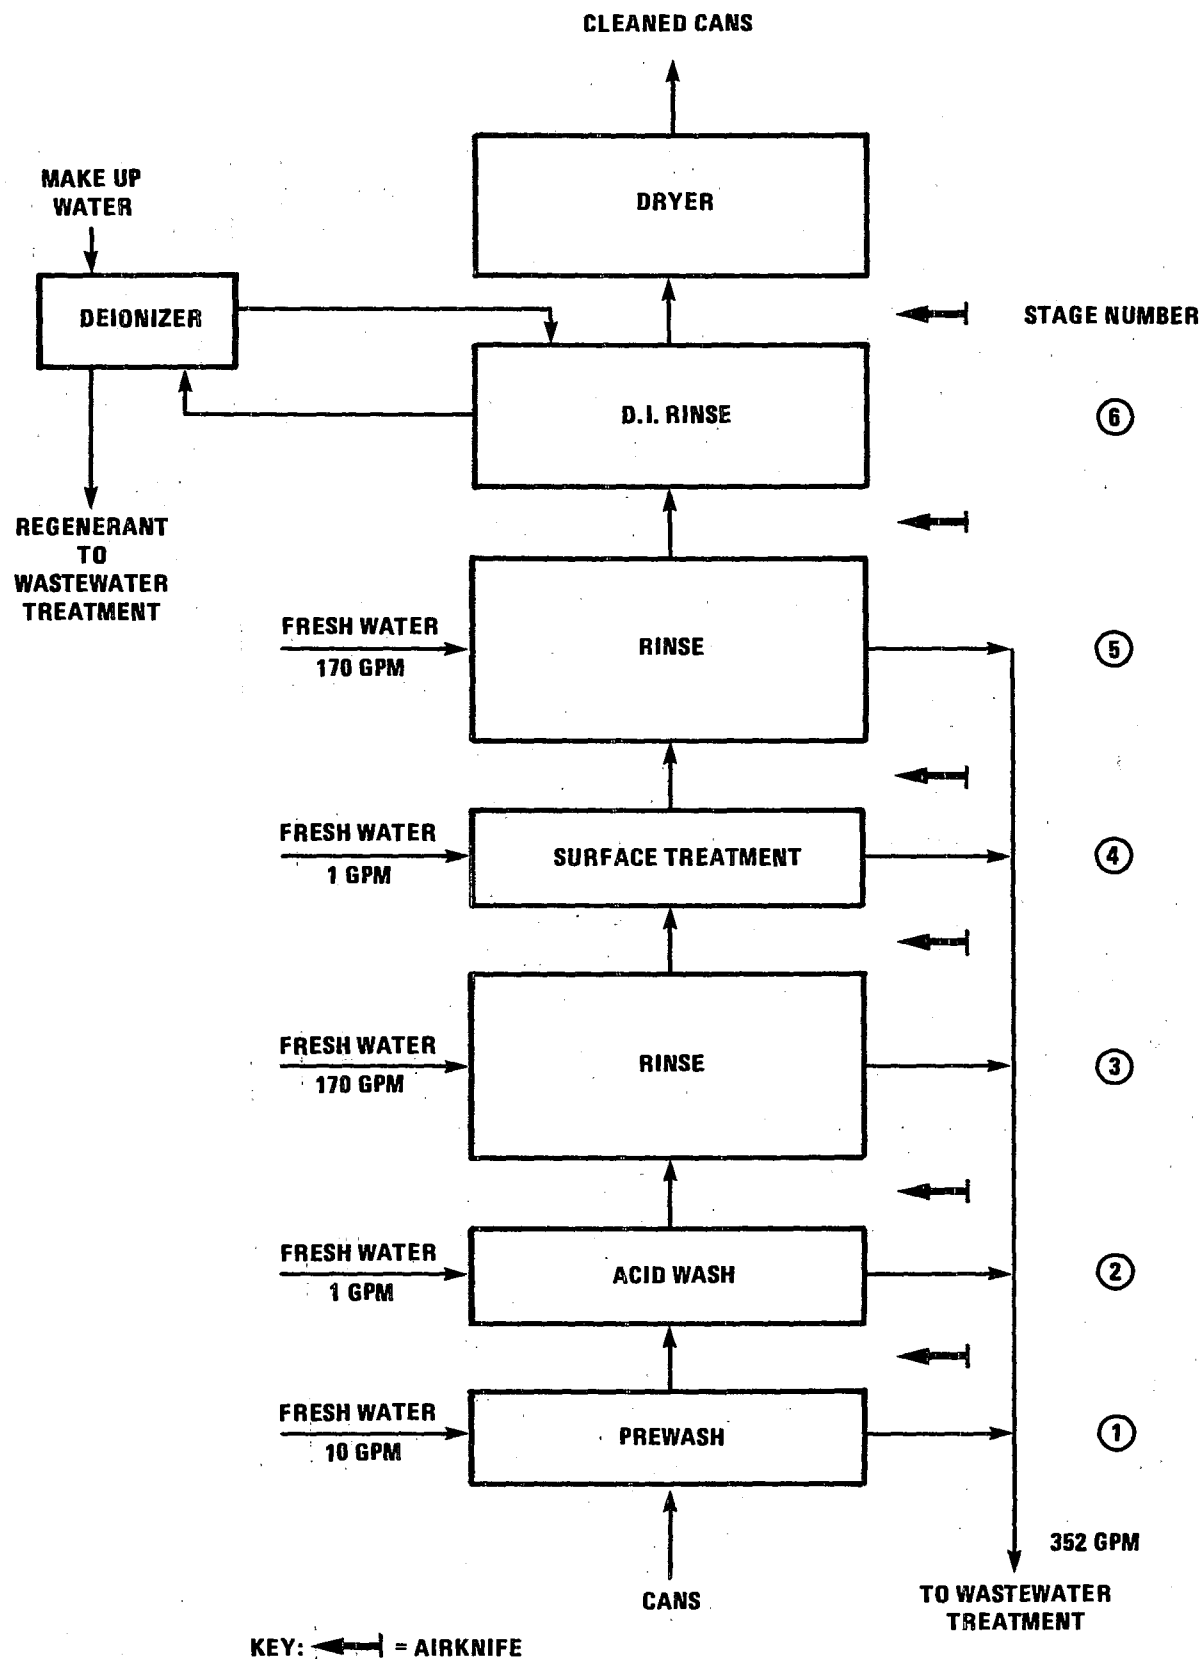 CLEANED CANS
DRYER
MAKE UP
WATER
DEIONIZER
STAGE NUMBER
D.I. RINSE
6
REGENERANT
TO
WASTEWATER
TREATMENT
FRESH WATER
170 GPM
RINSE
5
FRESH WATER
1 GPM
SURFACE TREATMENT
4
FRESH WATER
170 GPM
RINSE
3
FRESH WATER
1 GPM
ACID WASH
2
FRESH WATER
10 GPM
PREWASH
1
352 GPM
CANS
TO WASTEWATER
TREATMENT
KEY: = AIRKNIFE